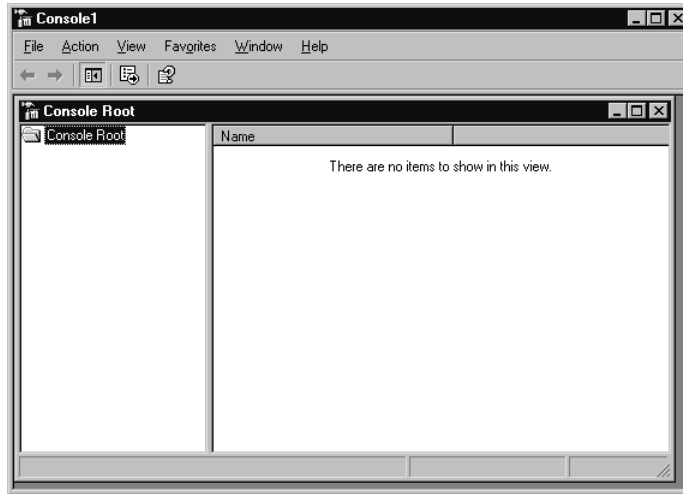 Console1
File Action View Favorites Window Help
Console Root
Console Root
Name
There are no items to show in this view.